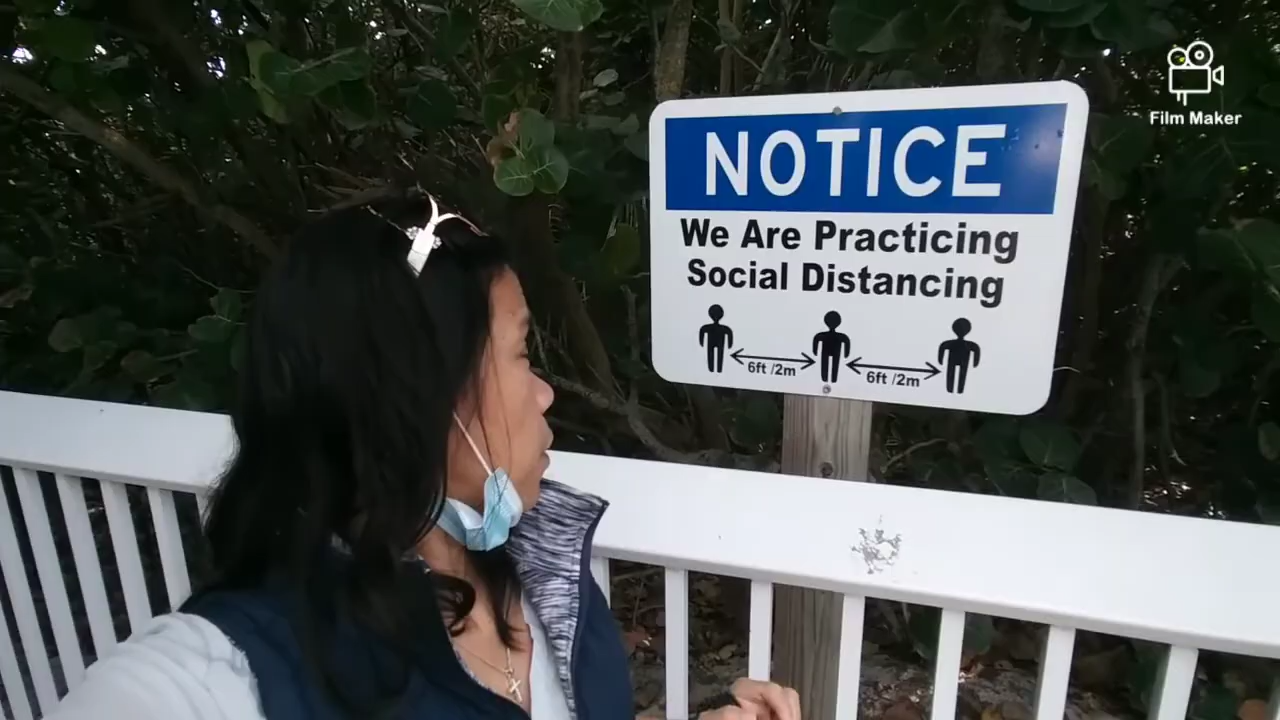 Film Maker
NOTICE
We Are Practicing
Social Distancing
6ft /2m
6ft /2m